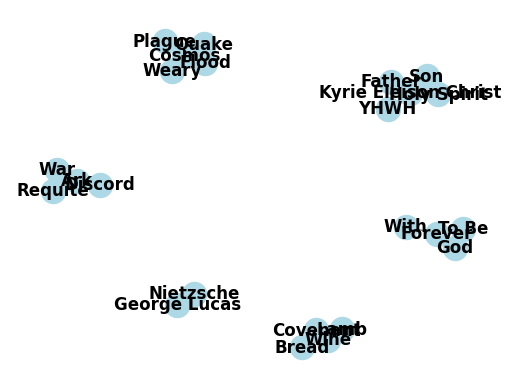 Plague
Quake
Cosmos
Flood
Weary
Son
Father
Kyrie Eleison Christ
Holy Spirit
YHWH
War
Ark
Discord
Requite
With
To Be
Forever
God
Nietzsche
George Lucas
Covenant
Lamb
Wine
Bread